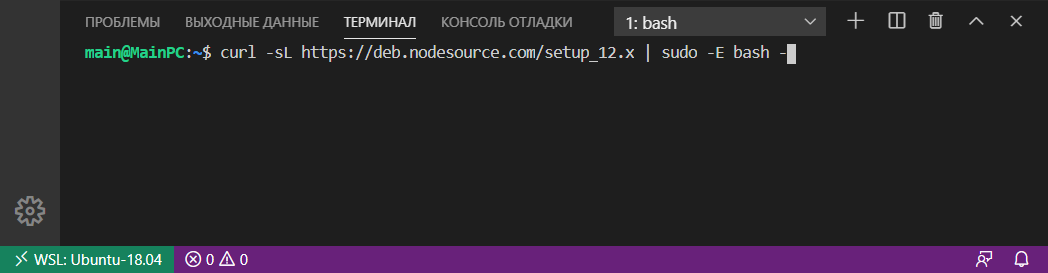 ПРОБЛЕМЫ ВЫХОДНЫЕ ДАННЫЕ ТЕРМИНАЛ КОНСОЛЬ ОТЛАДКИ 1: bash
main@MainPC:~$ curl -sL https://deb.nodesource.com/setup_12.x | sudo -E bash -
WSL: Ubuntu-18.04 0 0